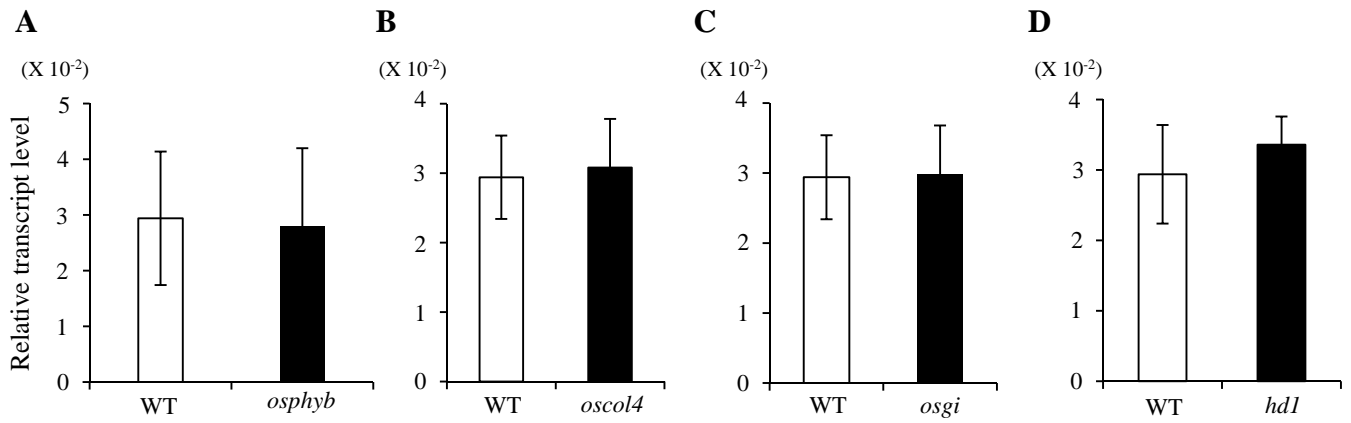 A
(X 10-2)
Relative transcript level
5
4
3
2
1
0
WT osphyb
B
(X 10-2)
4
3
2
1
0
WT oscol4
C
(X 10-2)
4
3
2
1
0
WT osgi
D
(X 10-2)
4
3
2
1
0
WT hd1